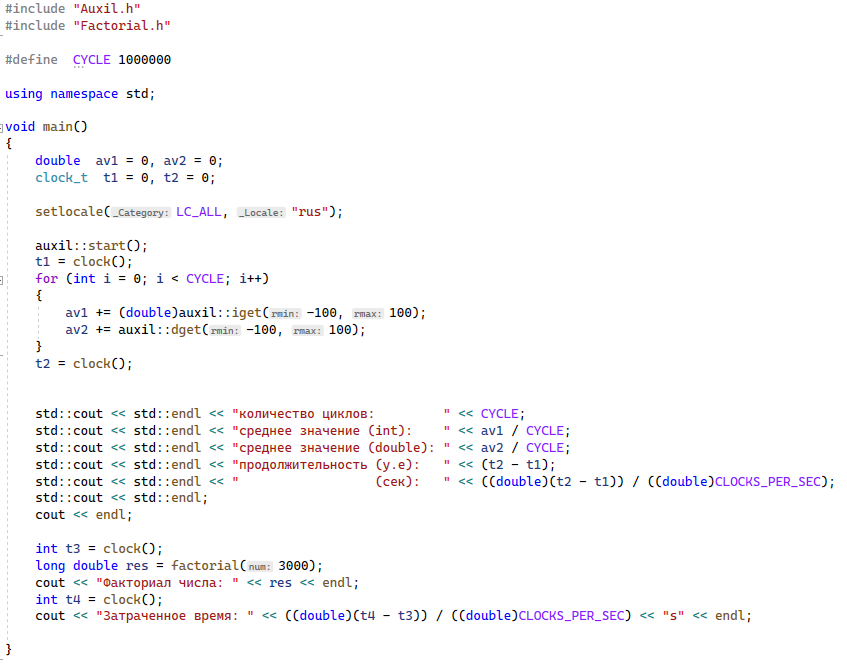 #include "Auxil.h"
#include "Factorial.h"
#define CYCLE 1000000
using namespace std;
void main()
{
double av1 = 0, av2 = 0;
clock_t t1 = 0, t2 = 0;
setlocale(_Category: LC_ALL, _Locale: "rus");
auxil::start();
t1 = clock();
for (int i = 0; i < CYCLE; i++)
{
av1 += (double)auxil::iget(rmin: -100, rmax: 100);
av2 += auxil::dget(rmin: -100, rmax: 100);
}
t2 = clock();
std::cout << std::endl << "количество циклов:         " << CYCLE;
std::cout << std::endl << "среднее значение (int):    " << av1 / CYCLE;
std::cout << std::endl << "среднее значение (double): " << av2 / CYCLE;
std::cout << std::endl << "продолжительность (у.е):   " << (t2 - t1);
std::cout << std::endl << "                  (сек):   " << ((double)(t2 - t1)) / ((double)CLOCKS_PER_SEC);
std::cout << std::endl;
cout << endl;
int t3 = clock();
long double res = factorial(num: 3000);
cout << "Факториал числа: " << res << endl;
int t4 = clock();
cout << "Затраченное время: " << ((double)(t4 - t3)) / ((double)CLOCKS_PER_SEC) << "s" << endl;
}